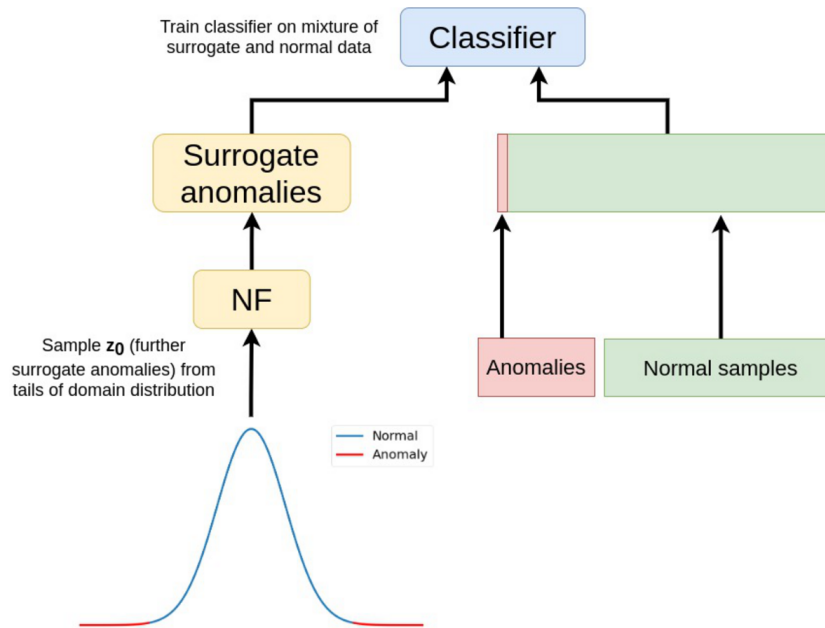 Train classifier on mixture of
surrogate and normal data
Classifier
Surrogate
anomalies
NF
Sample z0 (further
surrogate anomalies) from
tails of domain distribution
Anomalies
Normal samples
Normal
Anomaly